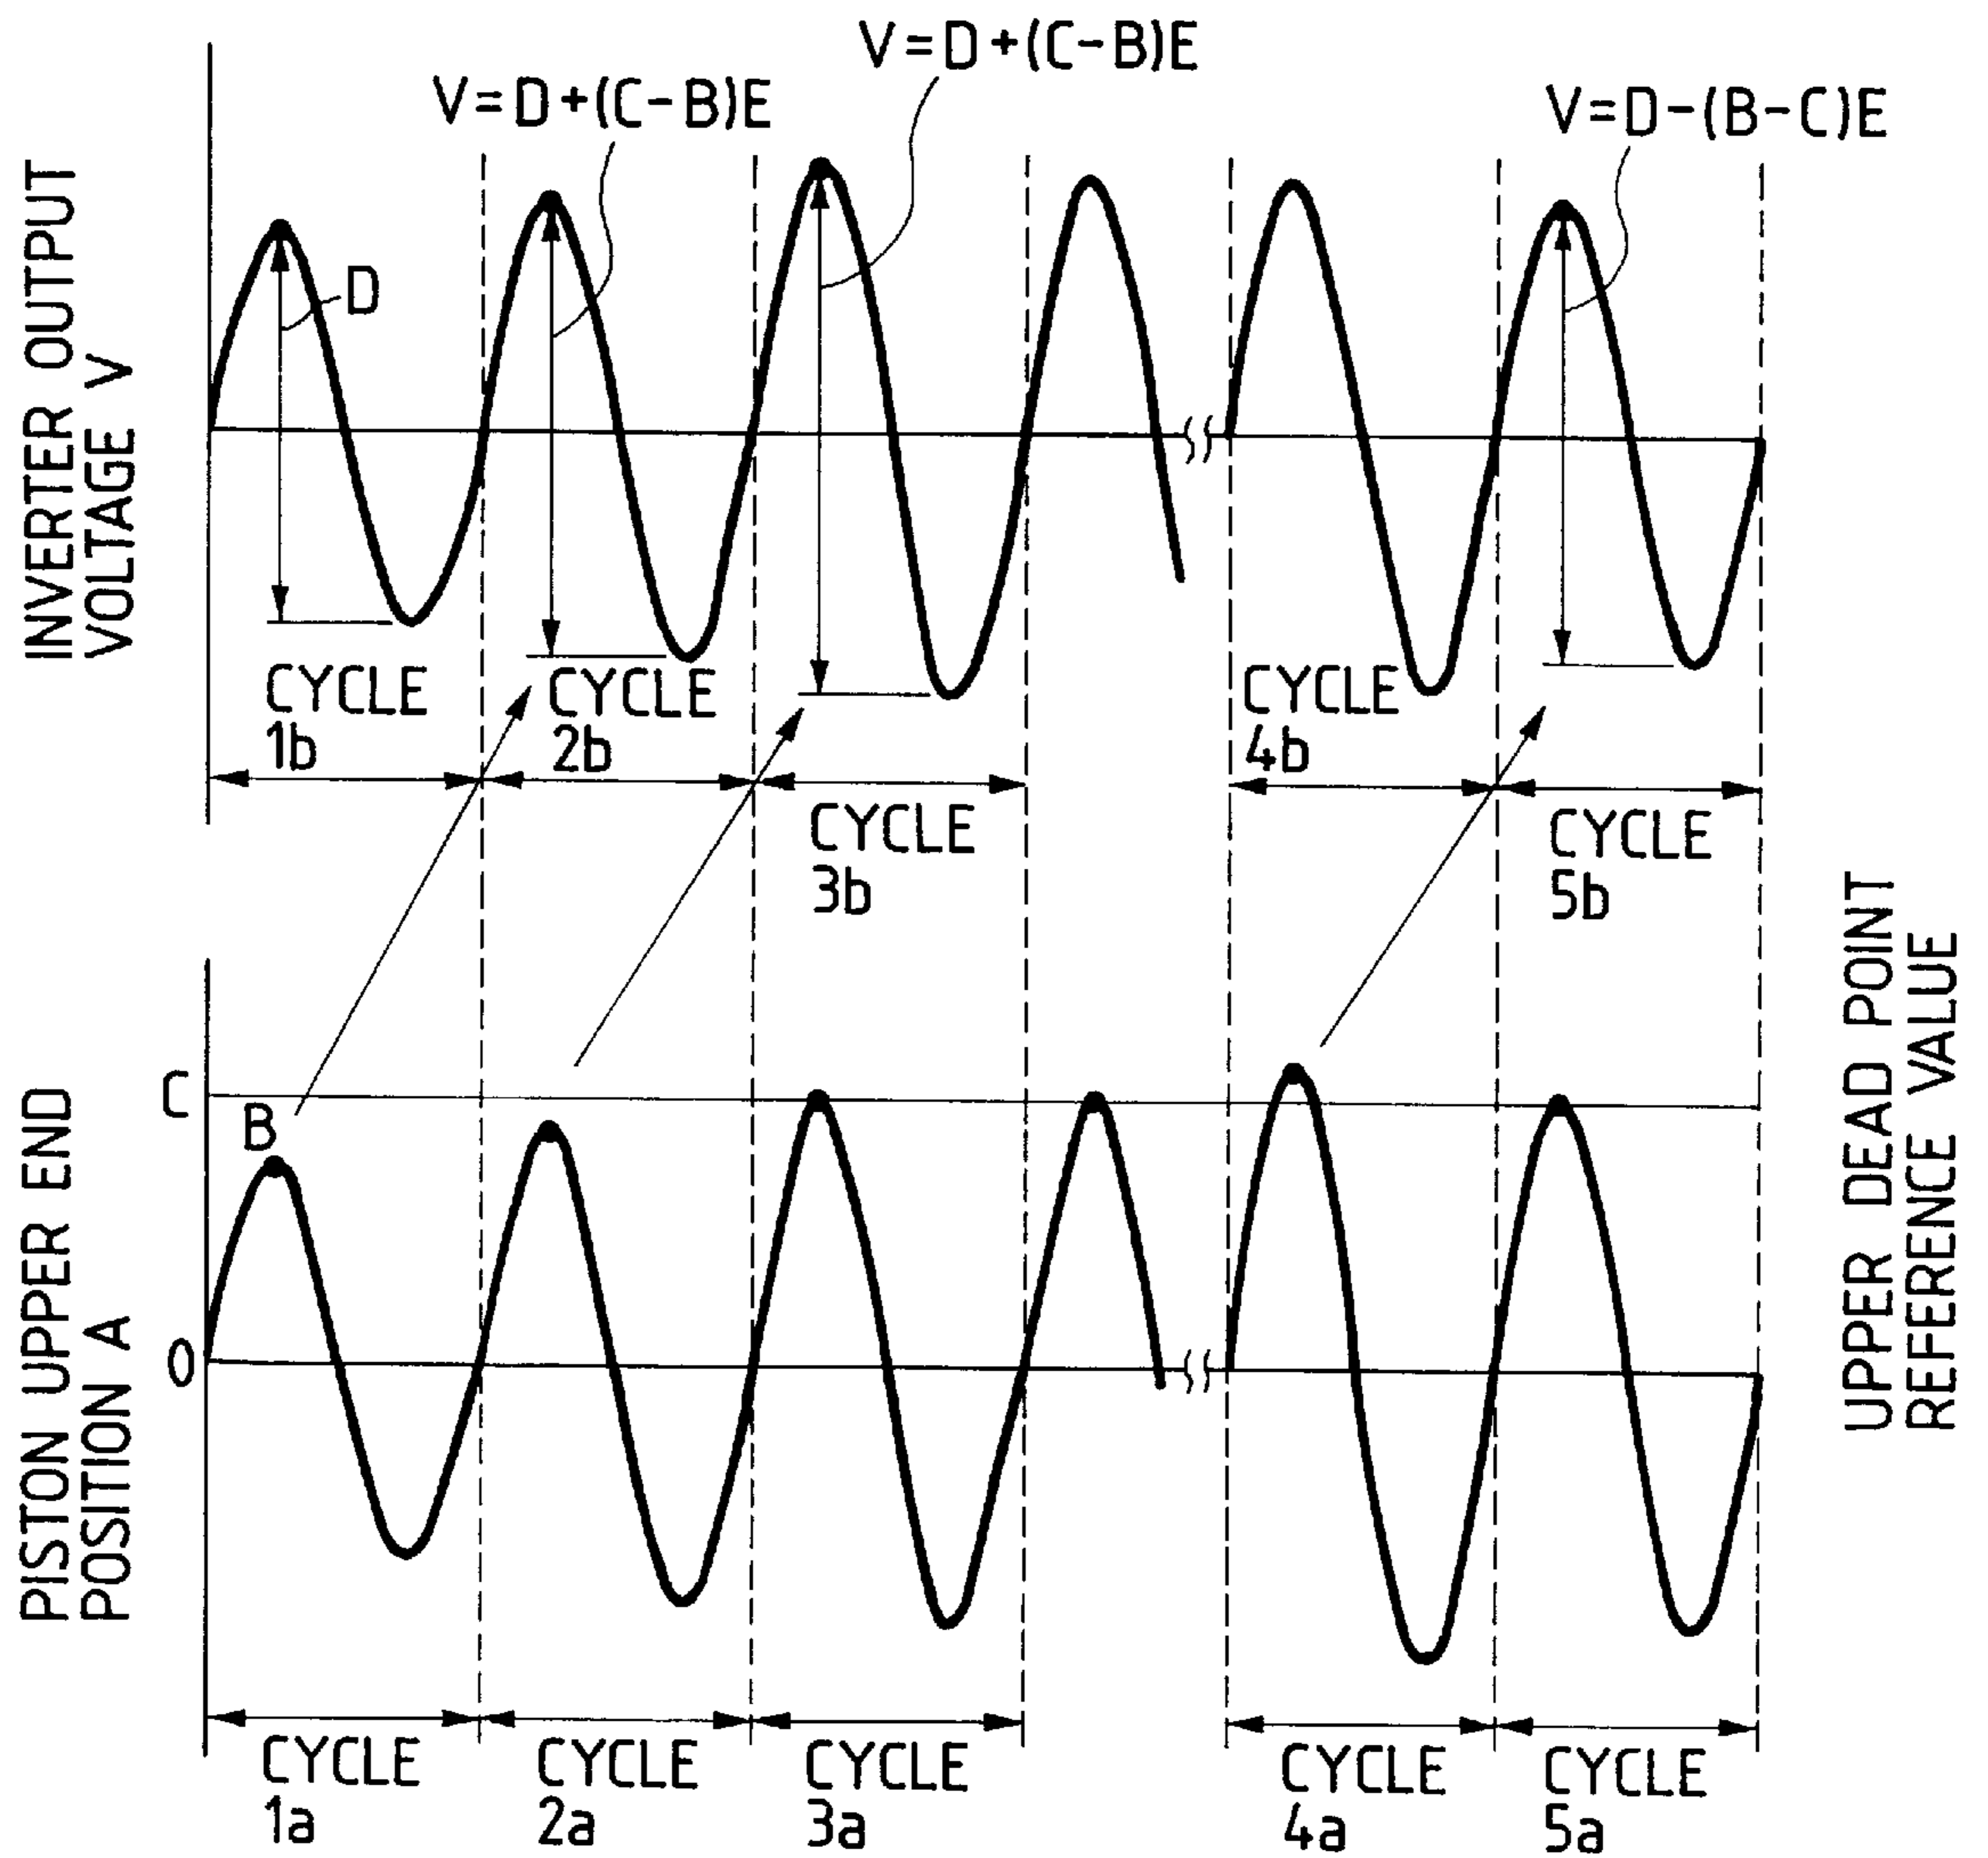 V=D+(C-B)E
V=D+(C-B)E
V=D-(B-C)E
INVERTER OUTPUT
VOLTAGE V
D
CYCLE
1b
CYCLE
2b
CYCLE
3b
CYCLE
4b
CYCLE
5b
PISTON UPPER END
POSITION A
C
B
0
UPPER DEAD POINT
REFERENCE VALUE
CYCLE
1a
CYCLE
2a
CYCLE
3a
CYCLE
4a
CYCLE
5a